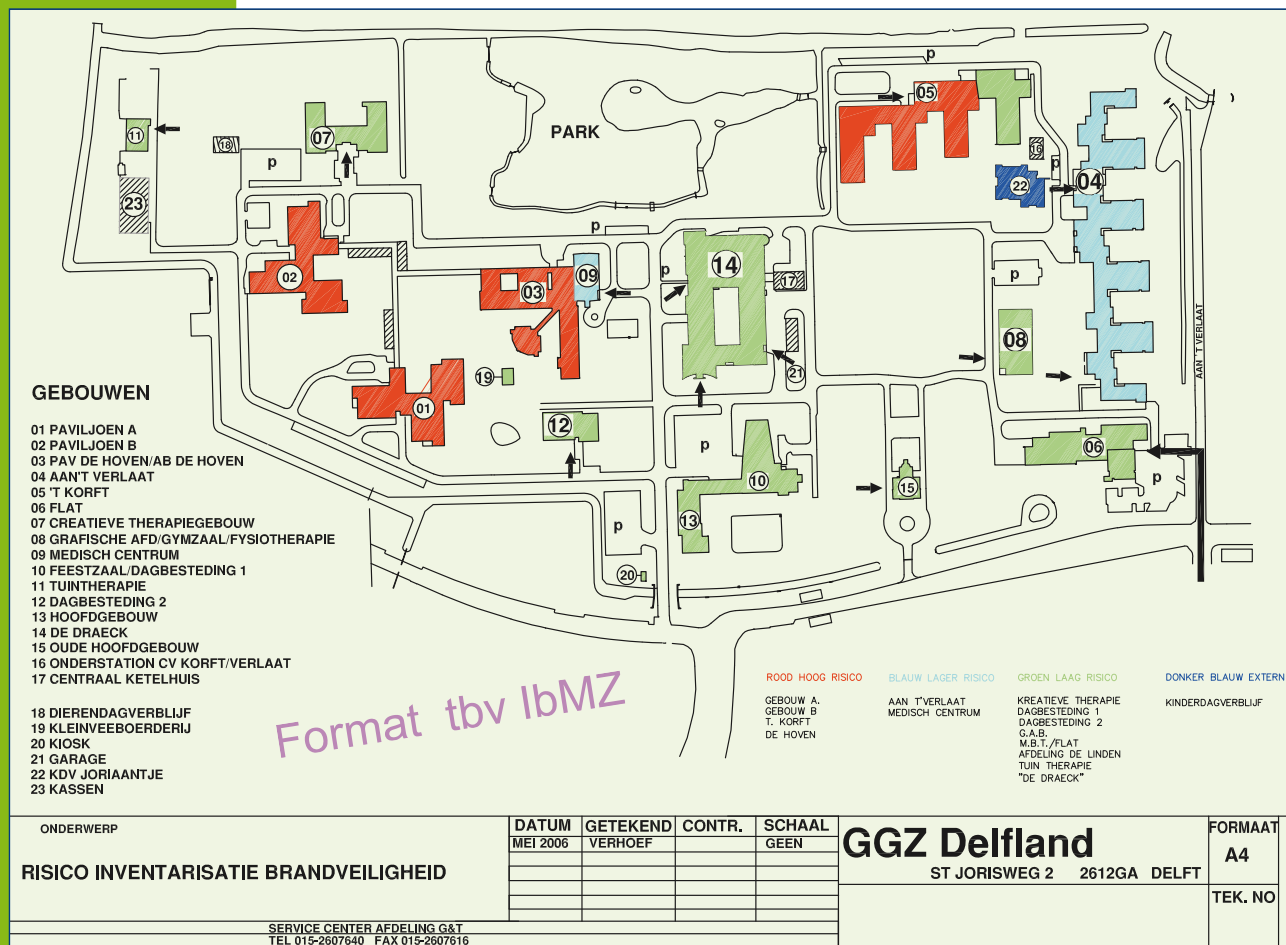 PARK
p
05
11
18
07
p
23
16
p
22
04
p
02
03
09
p
14
17
p
08
AAN 'T VERLAAT
19
21
01
12
p
06
10
15
p
13
p
20
GEBOUWEN
01 PAVILJOEN A
02 PAVILJOEN B
03 PAV DE HOVEN/AB DE HOVEN
04 AAN'T VERLAAT
05 'T KORFT
06 FLAT
07 CREATIEVE THERAPIEGEBOUW
08 GRAFISCHE AFD/GYMZAAL/FYSIOTHERAPIE
09 MEDISCH CENTRUM
10 FEESTZAAL/DAGBESTEDING 1
11 TUINTHERAPIE
12 DAGBESTEDING 2
13 HOOFDGEBOUW
14 DE DRAECK
15 OUDE HOOFDGEBOUW
16 ONDERSTATION CV KORFT/VERLAAT
17 CENTRAAL KETELHUIS
18 DIERENDAGVERBLIJF
19 KLEINVEEBOERDERIJ
20 KIOSK
21 GARAGE
22 KDV JORIAANTJE
23 KASSEN
Format tbv IbMZ
ROOD HOOG RISICO
GEBOUW A.
GEBOUW B
T. KORFT
DE HOVEN
BLAUW LAGER RISICO
AAN T'VERLAAT
MEDISCH CENTRUM
GROEN LAAG RISICO
KREATIEVE THERAPIE
DAGBESTEDING 1
DAGBESTEDING 2
G.A.B.
M.B.T./FLAT
AFDELING DE LINDEN
TUIN THERAPIE
"DE DRAECK"
DONKER BLAUW EXTERN
KINDERDAGVERBLIJF
ONDERWERP
RISICO INVENTARISATIE BRANDVEILIGHEID
SERVICE CENTER AFDELING G&T
TEL 015-2607640 FAX 015-2607616
DATUM GETEKEND CONTR. SCHAAL
MEI 2006 VERHOEF GEEN
GGZ Delfland
ST JORISWEG 2 2612GA DELFT
FORMAAT
A4
TEK. NO